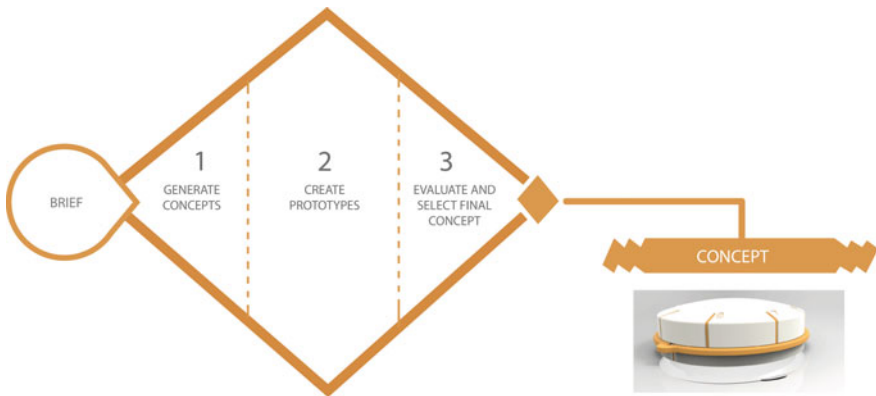 BRIEF
1
GENERATE
CONCEPTS
2
CREATE
PROTOTYPES
3
EVALUATE AND
SELECT FINAL
CONCEPT
CONCEPT